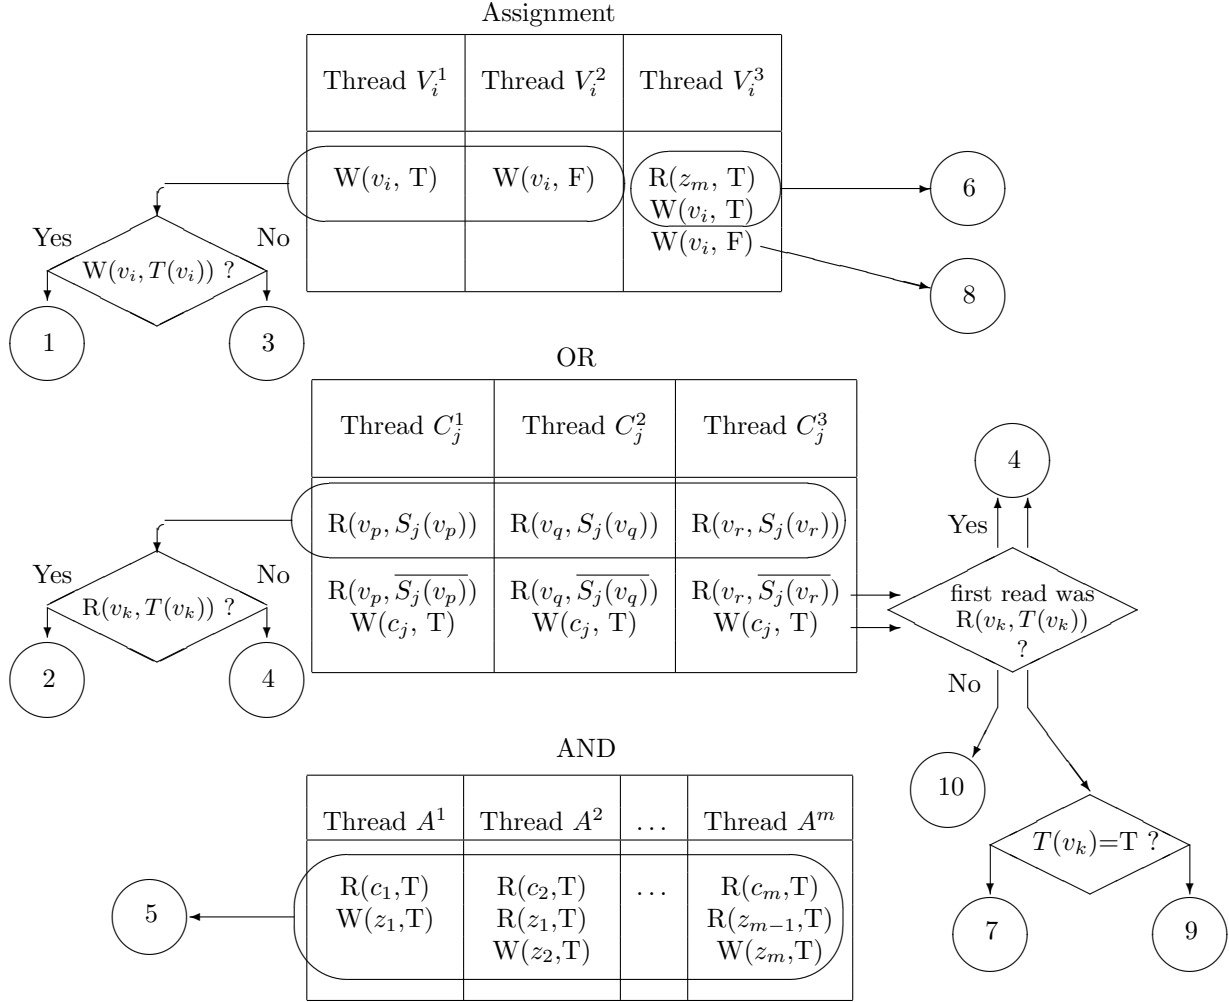 Assignment
Thread $V_i^1$ Thread $V_i^2$ Thread $V_i^3$
W($v_i$, T) W($v_i$, F) R($z_m$, T)
W($v_i$, T)
W($v_i$, F)
6
8
Yes No
W($v_i, T(v_i)$) ?
1 3
OR
Thread $C_j^1$ Thread $C_j^2$ Thread $C_j^3$
R($v_p, S_j(v_p)$) R($v_q, S_j(v_q)$) R($v_r, S_j(v_r)$)
R($v_p, \overline{S_j(v_p)}$) R($v_q, \overline{S_j(v_q)}$) R($v_r, \overline{S_j(v_r)}$)
W($c_j$, T) W($c_j$, T) W($c_j$, T)
Yes No
R($v_k, T(v_k)$) ?
2 4
4
Yes
first read was
R($v_k, T(v_k)$)
?
No
10
$T(v_k)$=T ?
7 9
AND
Thread $A^1$ Thread $A^2$ ... Thread $A^m$
R($c_1$,T) R($c_2$,T) ... R($c_m$,T)
W($z_1$,T) R($z_1$,T) R($z_{m-1}$,T)
W($z_2$,T) W($z_m$,T)
5